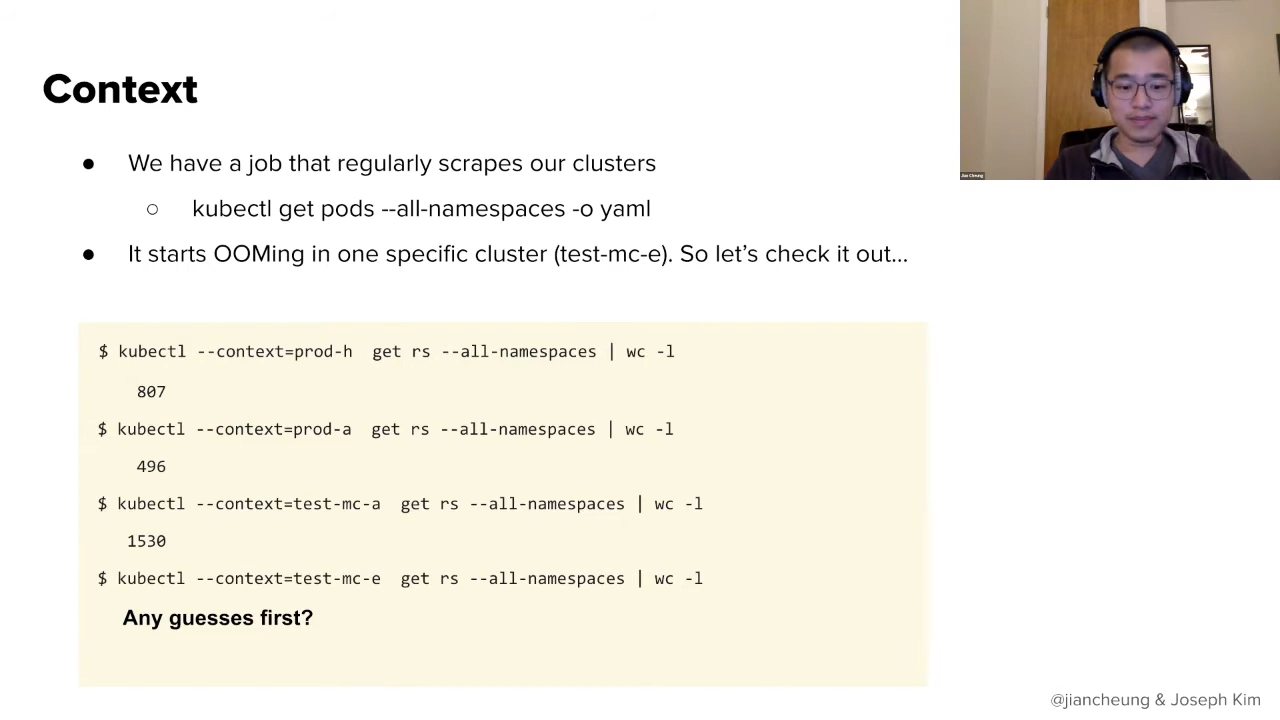 Context
● We have a job that regularly scrapes our clusters
○ kubectl get pods --all-namespaces -o yaml
● It starts OOMing in one specific cluster (test-mc-e). So let's check it out...
$ kubectl --context=prod-h  get rs --all-namespaces | wc -l
807
$ kubectl --context=prod-a  get rs --all-namespaces | wc -l
496
$ kubectl --context=test-mc-a  get rs --all-namespaces | wc -l
1530
$ kubectl --context=test-mc-e  get rs --all-namespaces | wc -l
Any guesses first?
Jian Cheung
@jiancheung & Joseph Kim